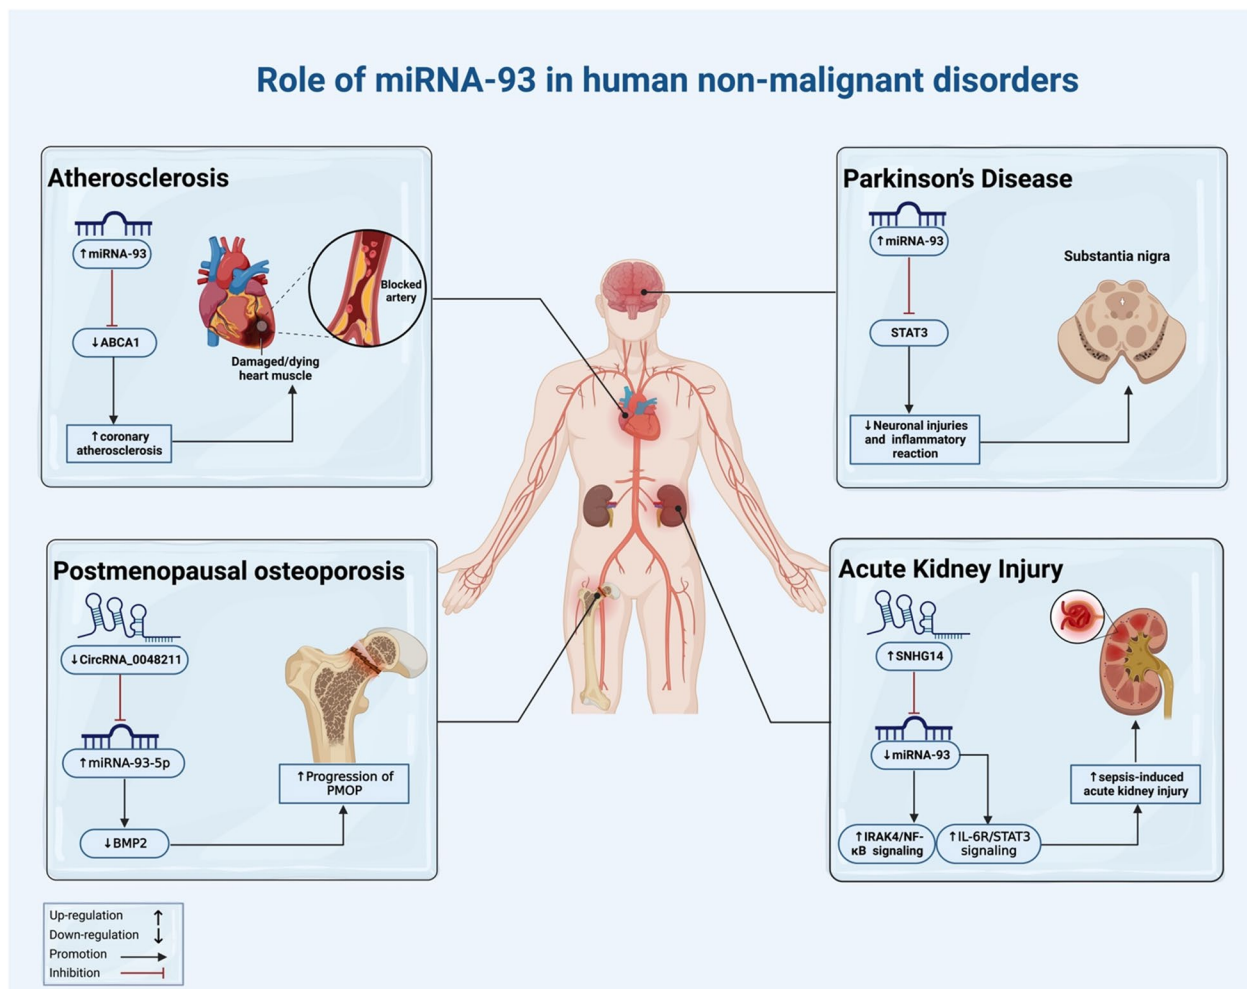 Role of miRNA-93 in human non-malignant disorders
Atherosclerosis
↑miRNA-93
↓ABCA1
↑coronary
atherosclerosis
Blocked
artery
Damaged/dying
heart muscle
Parkinson's Disease
↑miRNA-93
STAT3
↓Neuronal injuries
and inflammatory
reaction
Substantia nigra
Postmenopausal osteoporosis
↓CircRNA_0048211
↑miRNA-93-5p
↓BMP2
↑Progression of
PMOP
Acute Kidney Injury
↑SNHG14
↓miRNA-93
↑IRAK4/NF-
κB signaling
↑IL-6R/STAT3
signaling
↑sepsis-induced
acute kidney injury
Up-regulation ↑
Down-regulation ↓
Promotion
Inhibition